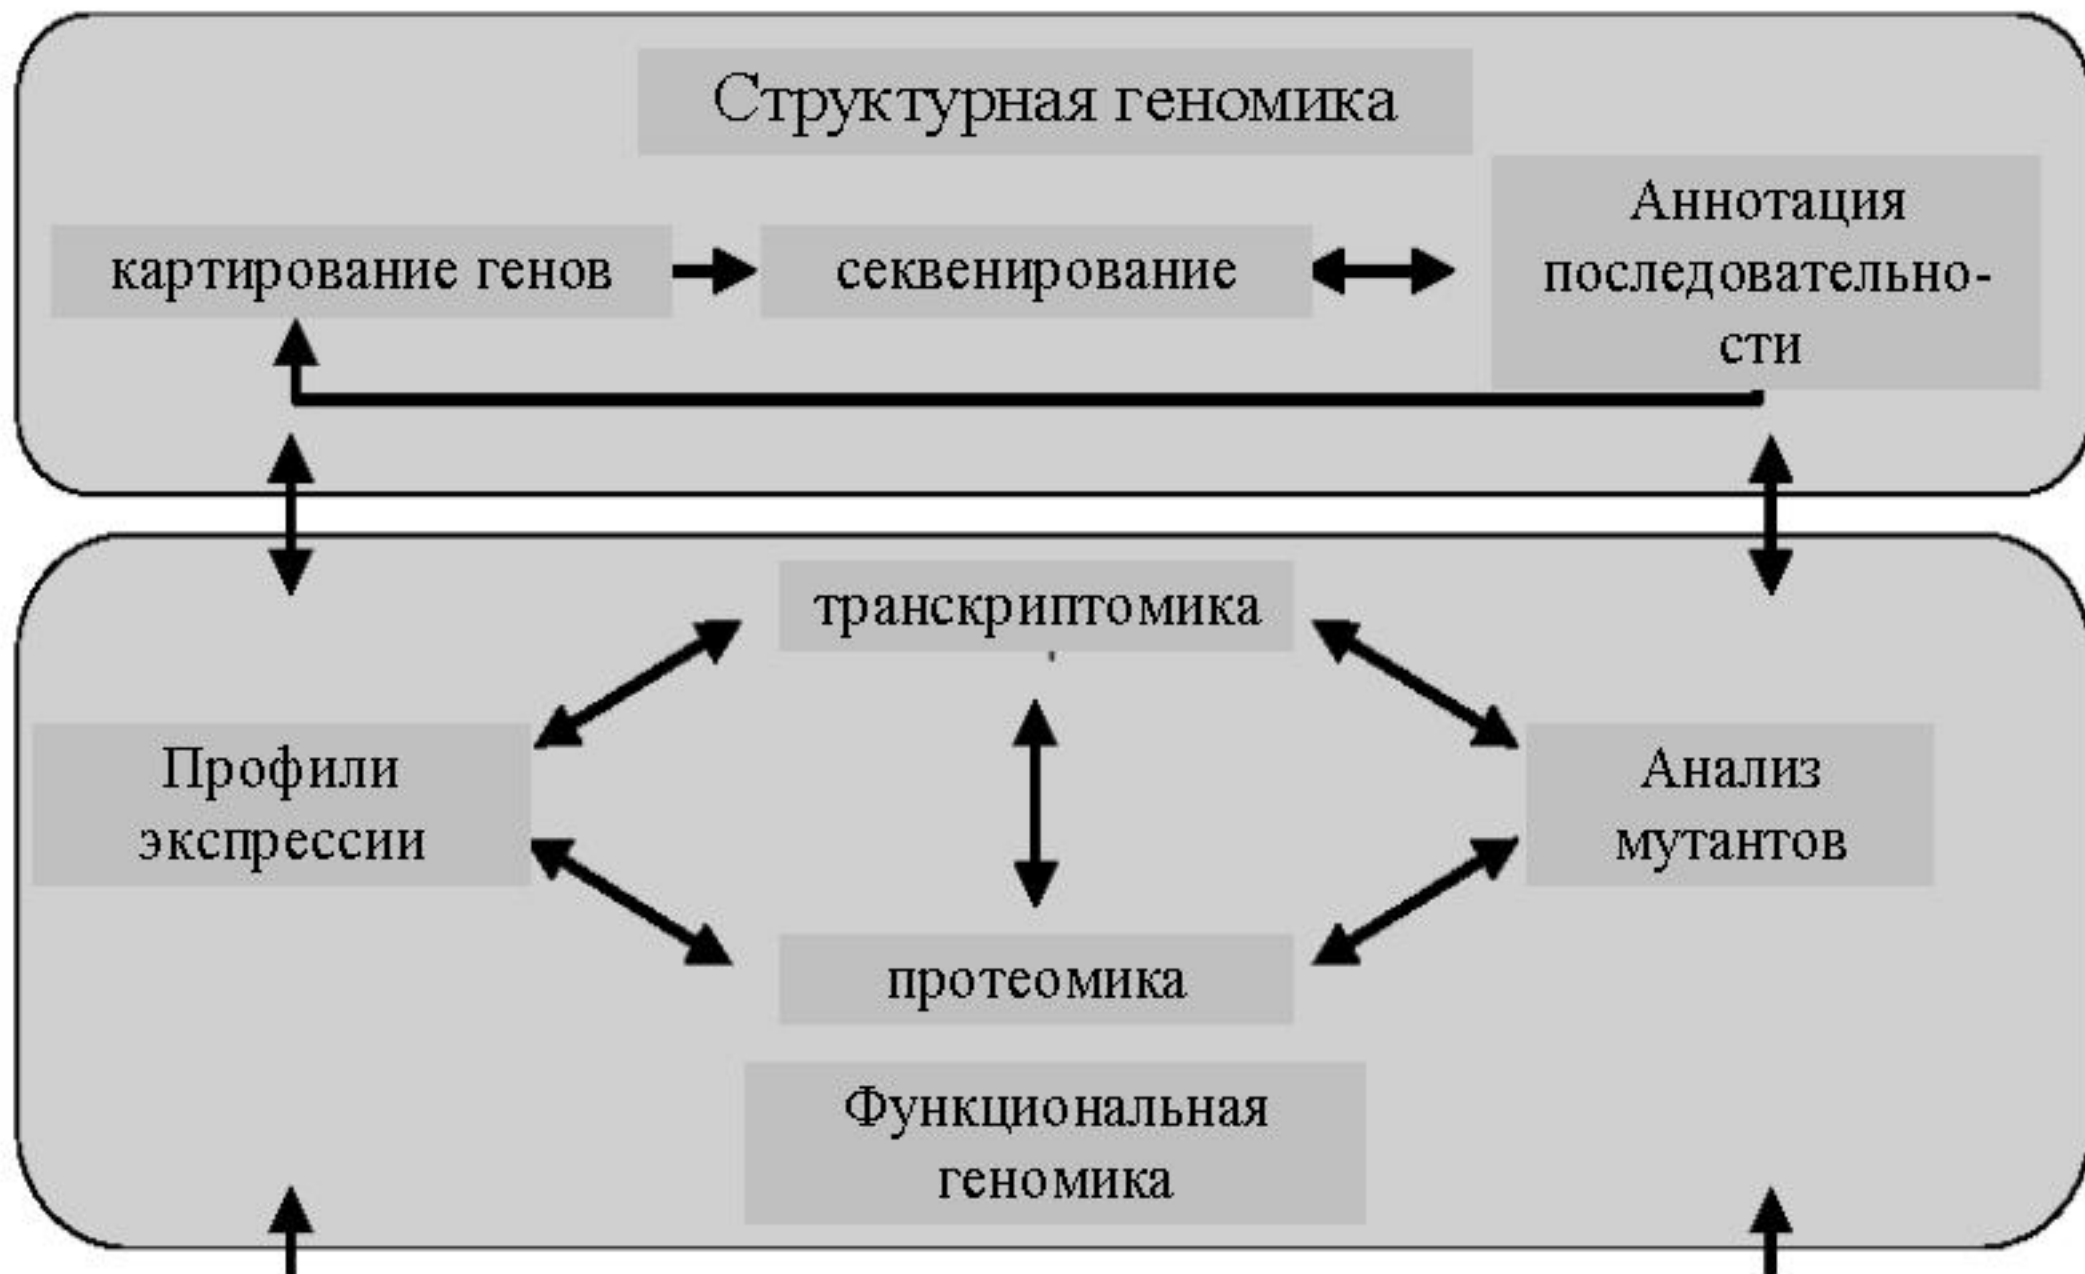 Структурная геномика
картирование генов
секвенирование
Аннотация
последовательно-
сти
транскриптомика
Профили
экспрессии
Анализ
мутантов
протеомика
Функциональная
геномика